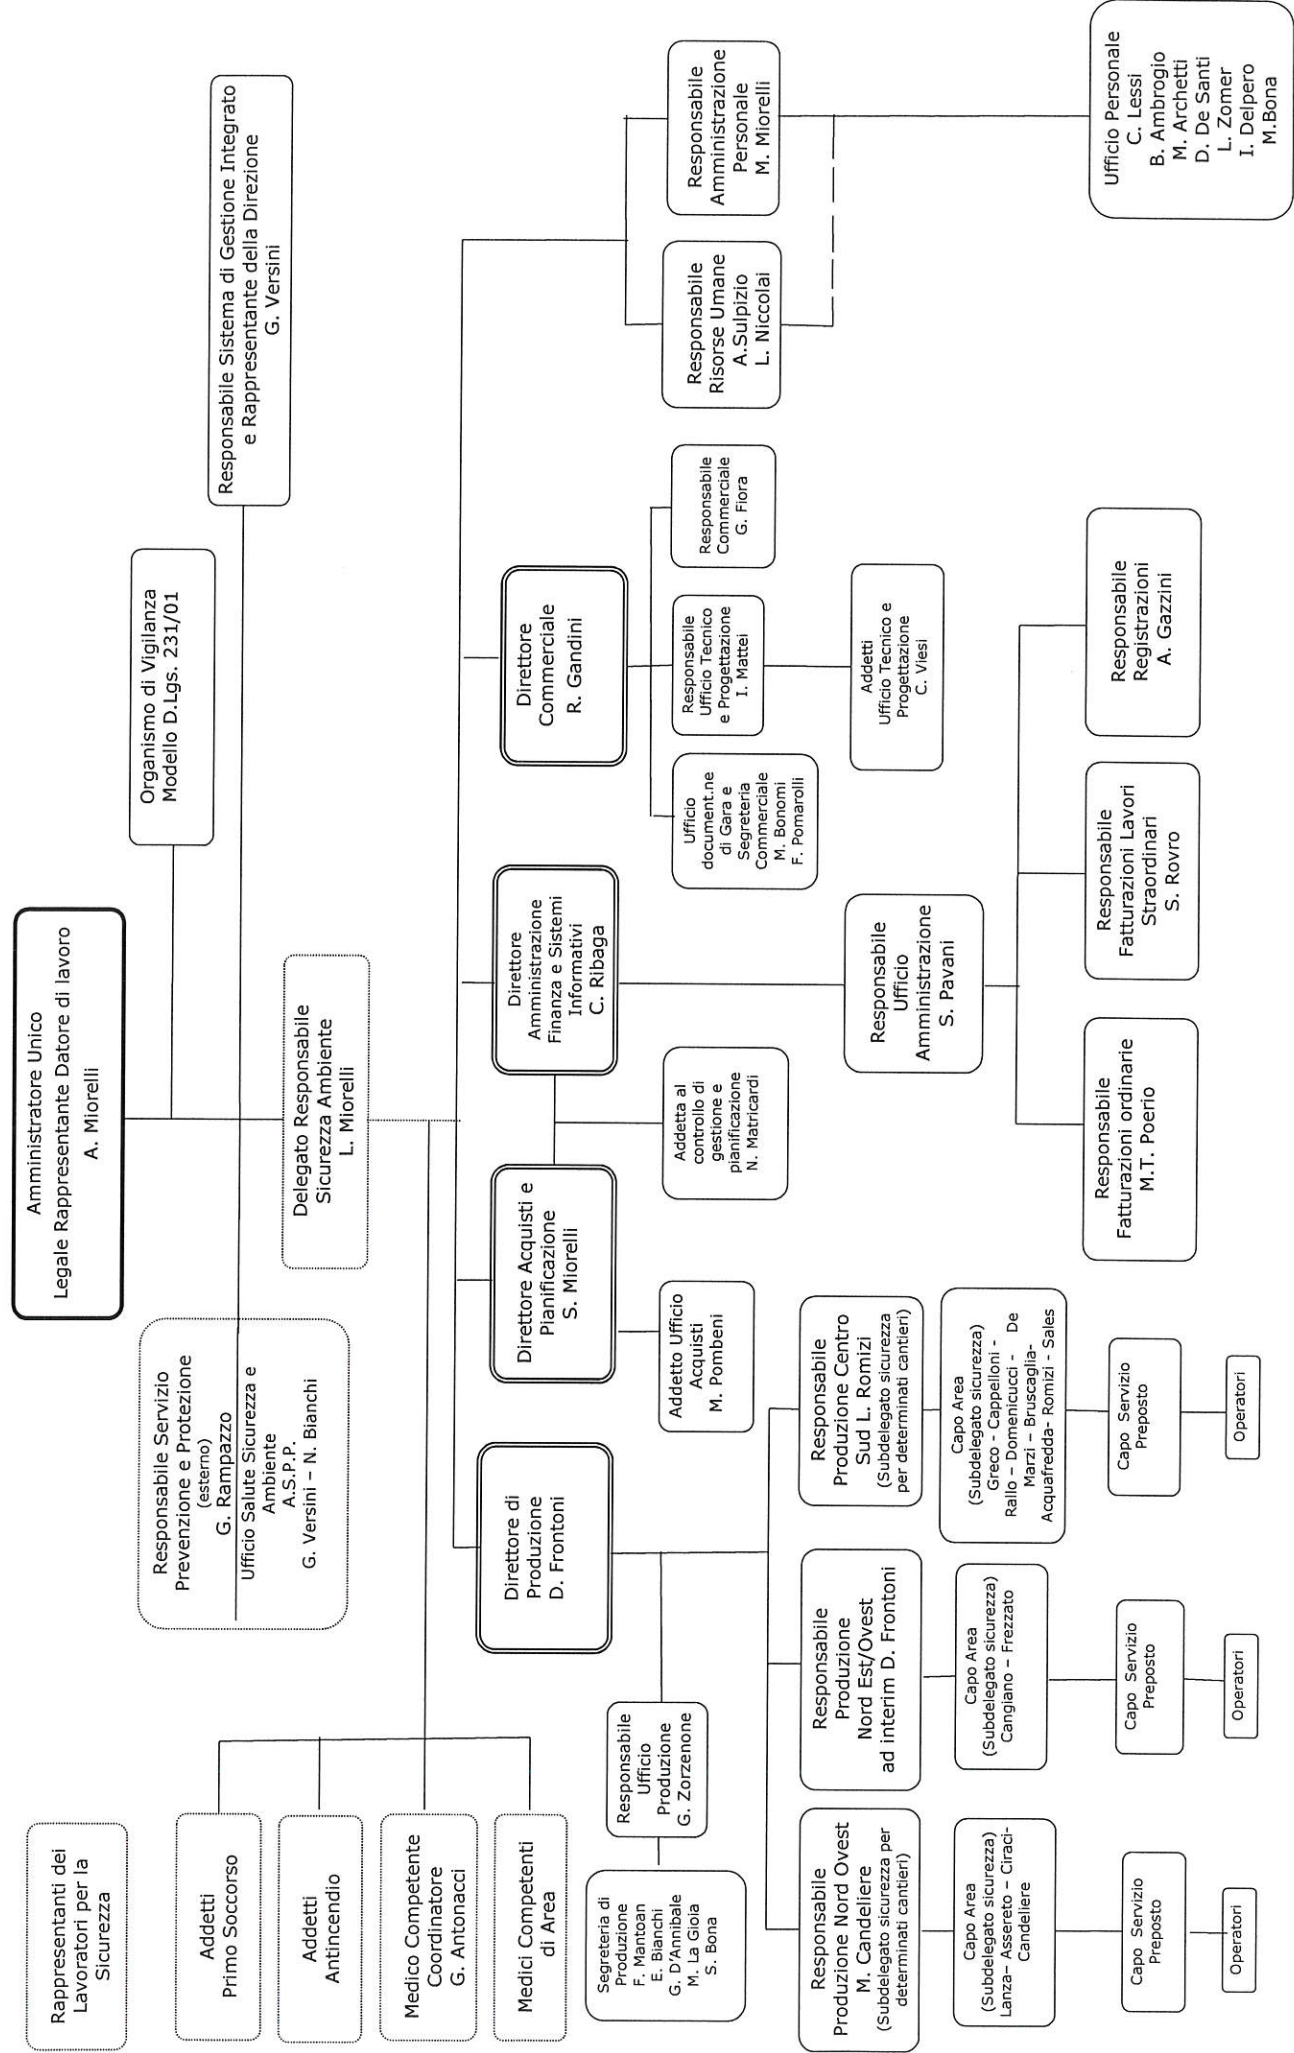 Amministratore Unico
Legale Rappresentante Datore di lavoro
A. Miorelli
Organismo di Vigilanza
Modello D.Lgs. 231/01
Responsabile Sistema di Gestione Integrato
e Rappresentante della Direzione
G. Versini
Rappresentanti dei
Lavoratori per la
Sicurezza
Responsabile Servizio
Prevenzione e Protezione
(esterno)
G. Rampazzo
Ufficio Salute Sicurezza e
Ambiente
A.S.P.P.
G. Versini – N. Bianchi
Delegato Responsabile
Sicurezza Ambiente
L. Miorelli
Addetti
Primo Soccorso
Addetti
Antincendio
Medico Competente
Coordinatore
G. Antonacci
Medici Competenti
di Area
Direttore di
Produzione
D. Frontoni
Direttore Acquisti e
Pianificazione
S. Miorelli
Direttore
Amministrazione
Finanza e Sistemi
Informativi
C. Ribaga
Direttore
Commerciale
R. Gandini
Segreteria di
Produzione
F. Mantoan
E. Bianchi
G. D'Annibale
M. La Gioia
S. Bona
Responsabile
Ufficio
Produzione
G. Zorzenone
Addetto Ufficio
Acquisti
M. Pombeni
Addetta al
controllo di
gestione e
pianificazione
N. Matricardi
Ufficio
document.ne
di Gara e
Segreteria
Commerciale
M. Bonomi
F. Pomarolli
Responsabile
Ufficio Tecnico
e Progettazione
I. Mattei
Responsabile
Commerciale
G. Fiora
Responsabile
Risorse Umane
A.Sulpizio
L. Niccolai
Responsabile
Amministrazione
Personale
M. Miorelli
Responsabile
Produzione Nord Ovest
M. Candeliere
(Subdelegato sicurezza per
determinati cantieri)
Responsabile
Produzione
Nord Est/Ovest
ad interim D. Frontoni
Responsabile
Produzione Centro
Sud L. Romizi
(Subdelegato sicurezza
per determinati cantieri)
Responsabile
Ufficio
Amministrazione
S. Pavani
Addetti
Ufficio Tecnico e
Progettazione
C. Viesi
Capo Area
(Subdelegato sicurezza)
Lanza– Assereto – Ciraci-
Candeliere
Capo Area
(Subdelegato sicurezza)
Cangiano – Frezzato
Capo Area
(Subdelegato sicurezza)
Greco - Cappelloni -
Rallo – Domenicucci - De
Marzi – Bruscaglia-
Acquafredda- Romizi - Sales
Capo Servizio
Preposto
Capo Servizio
Preposto
Capo Servizio
Preposto
Responsabile
Fatturazioni ordinarie
M.T. Poerio
Responsabile
Fatturazioni Lavori
Straordinari
S. Rovro
Responsabile
Registrazioni
A. Gazzini
Ufficio Personale
C. Lessi
B. Ambrogio
M. Archetti
D. De Santi
L. Zomer
I. Delpero
M.Bona
Operatori
Operatori
Operatori